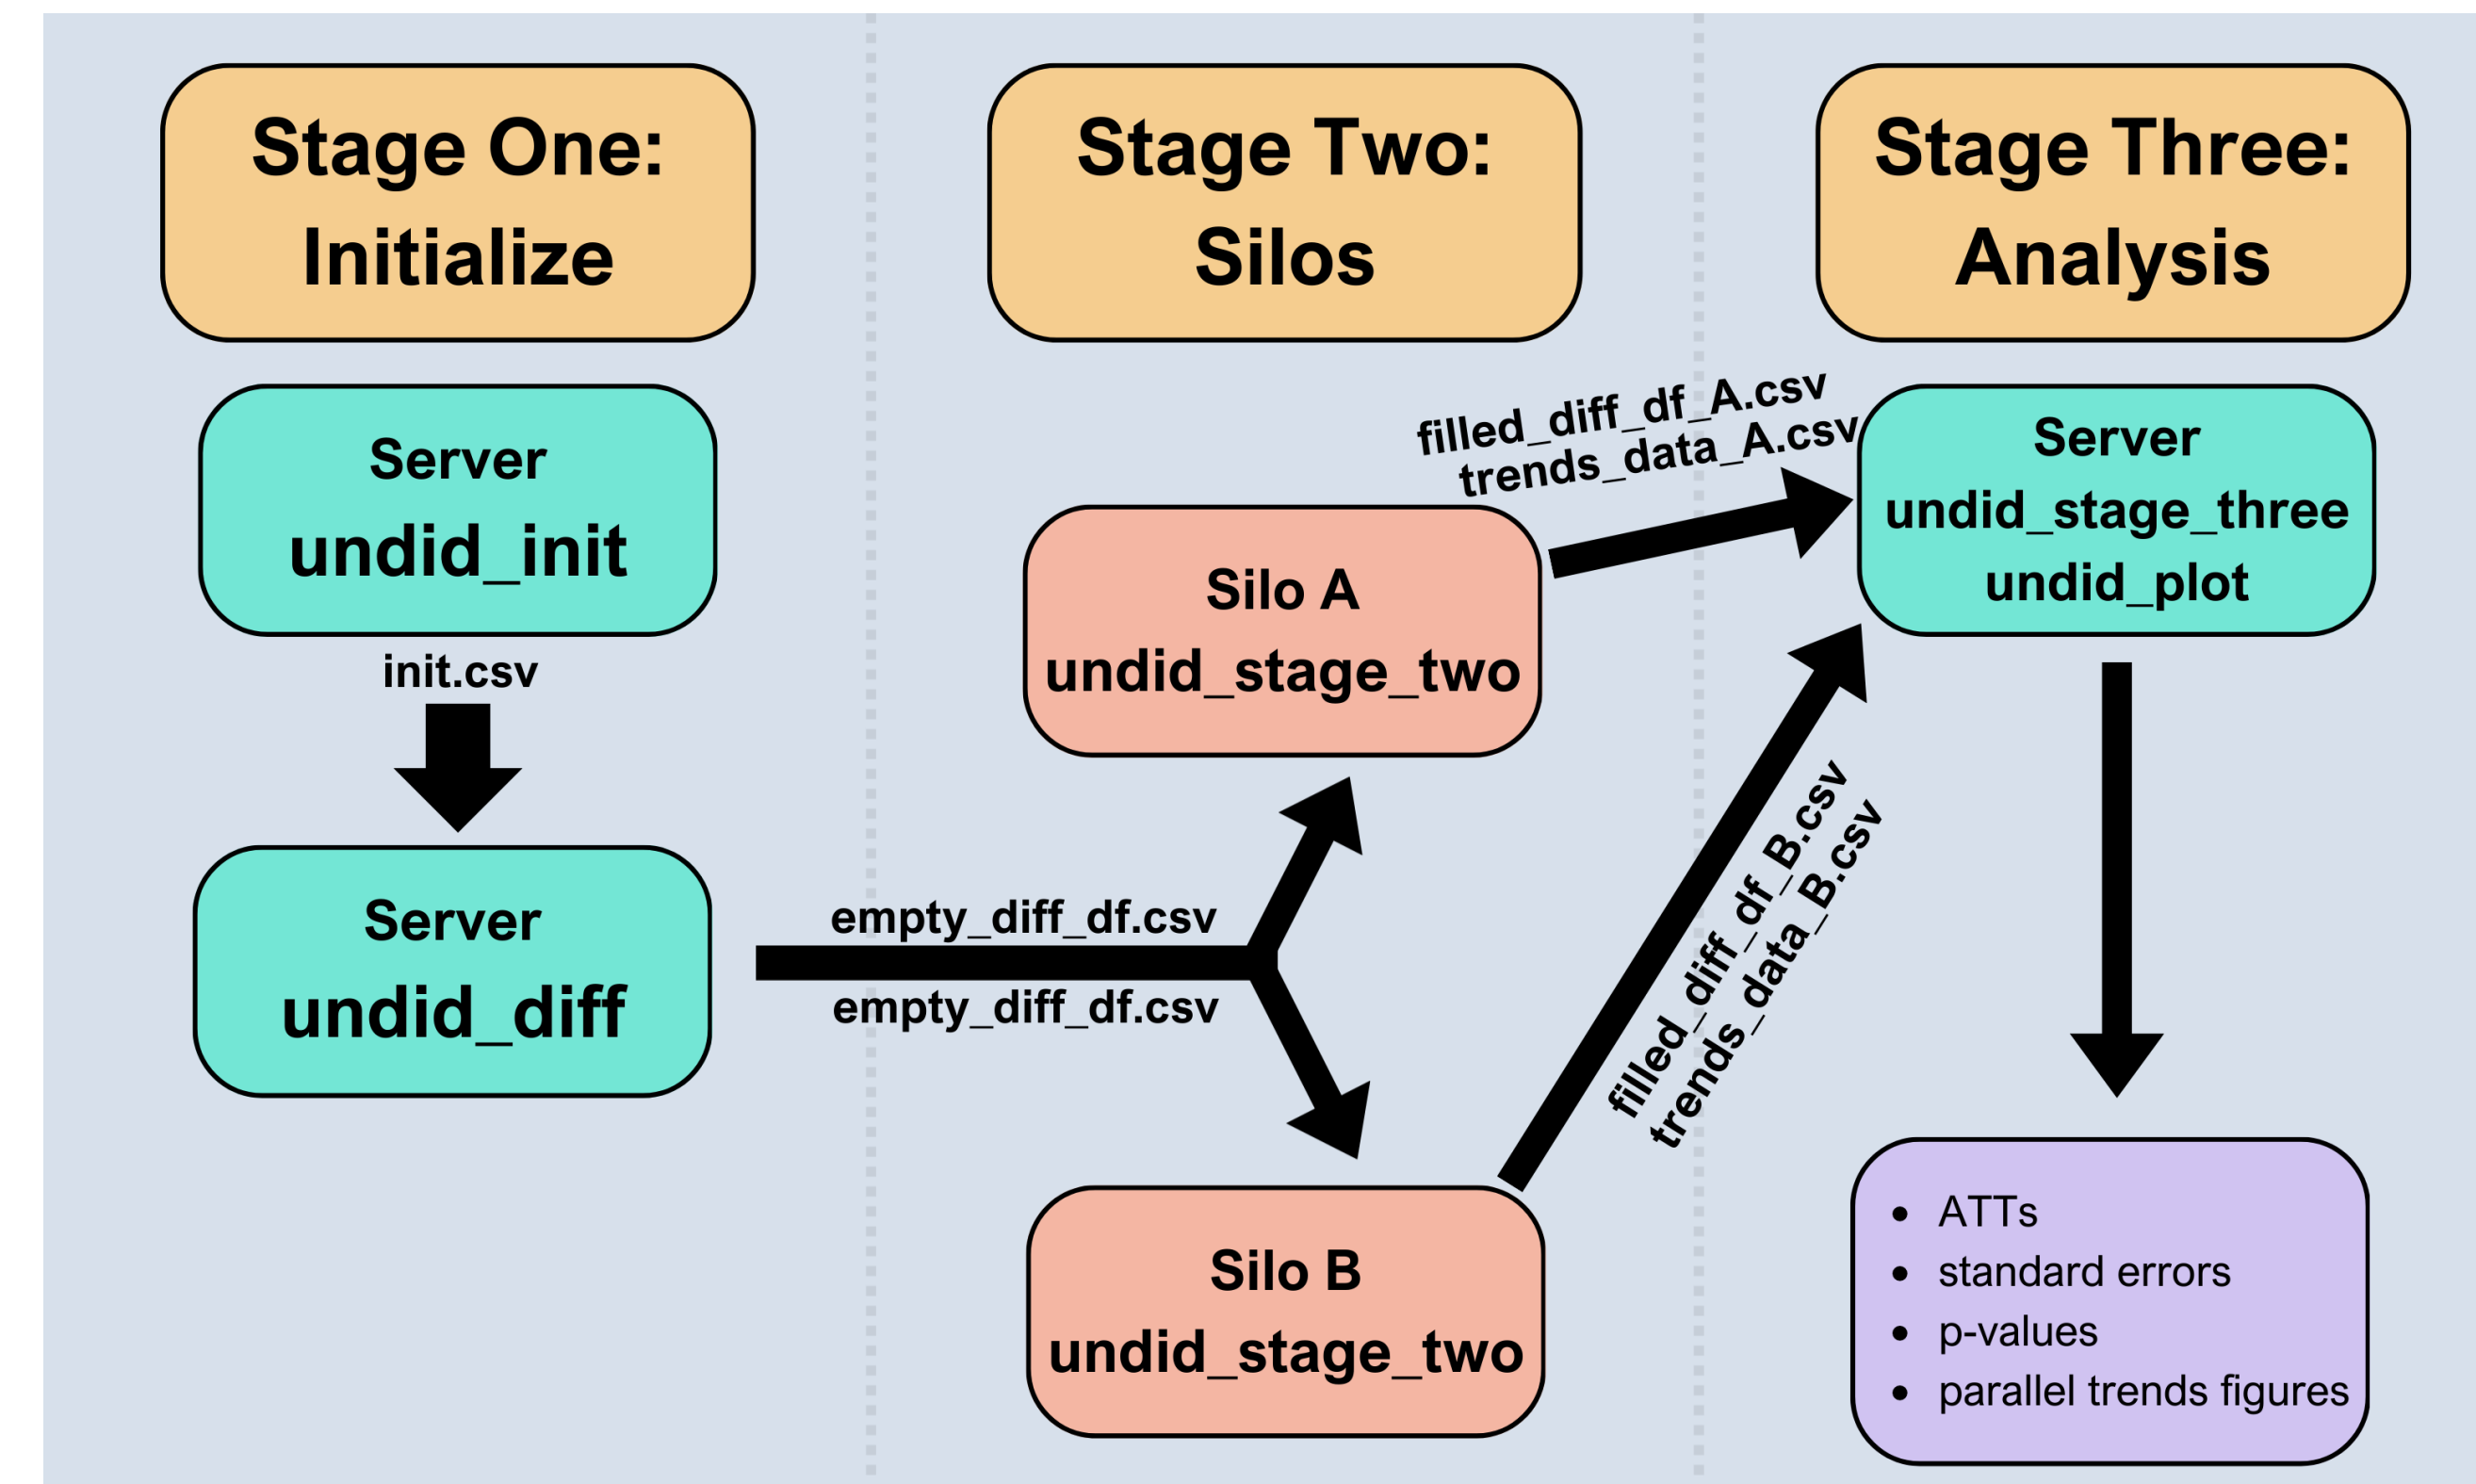 Stage One:
Initialize
Server
undid_init
init.csv
Server
undid_diff
empty_diff_df.csv
empty_diff_df.csv
Stage Two:
Silos
Silo A
undid_stage_two
Silo B
undid_stage_two
filled_diff_df_A.csv
trends_data_A.csv
filled_diff_df_B.csv
trends_data_B.csv
Stage Three:
Analysis
Server
undid_stage_three
undid_plot
• ATTs
• standard errors
• p-values
• parallel trends figures